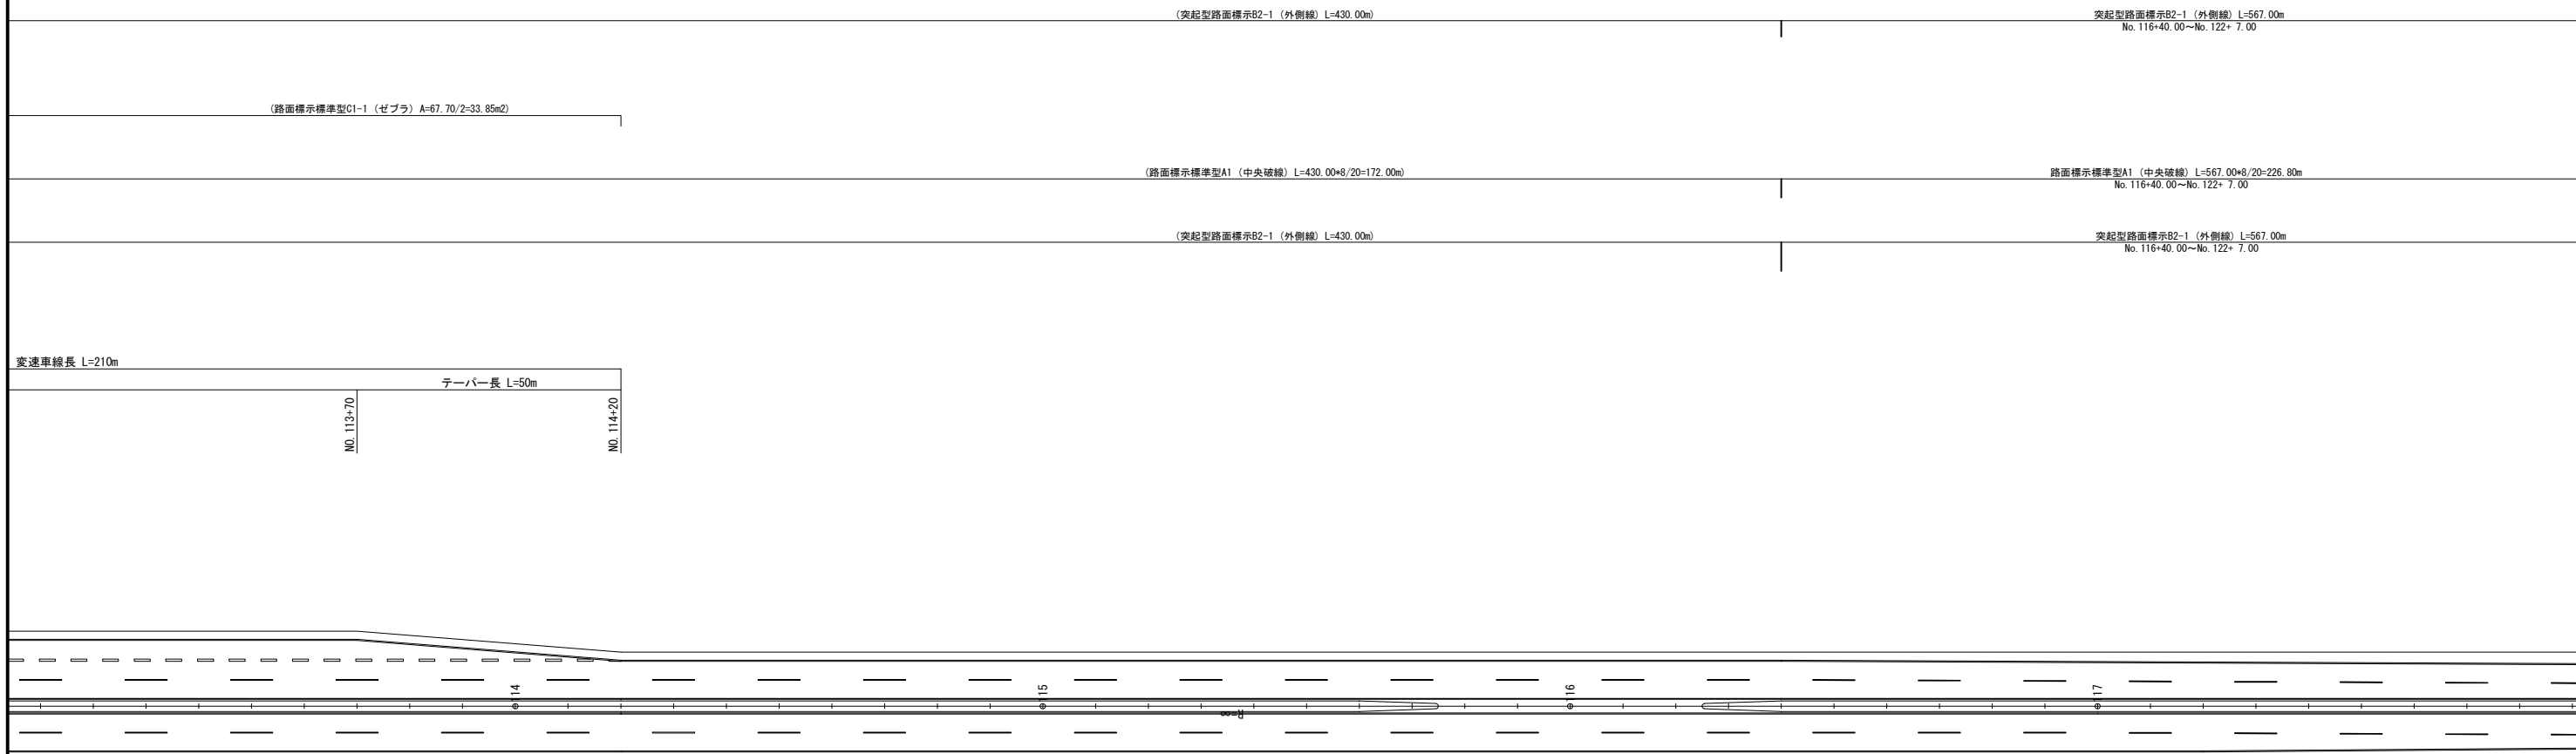 (突起型路面標示B2-1 (外側線) L=430.00m)
突起型路面標示B2-1 (外側線) L=567.00m
No.116+40.00～No.122+ 7.00
(路面標示標準型C1-1 (ゼブラ) A=67.70/2=33.85m2)
(路面標示標準型A1 (中央破線) L=430.00*8/20=172.00m)
路面標示標準型A1 (中央破線) L=567.00*8/20=226.80m
No.116+40.00～No.122+ 7.00
(突起型路面標示B2-1 (外側線) L=430.00m)
突起型路面標示B2-1 (外側線) L=567.00m
No.116+40.00～No.122+ 7.00
変速車線長 L=210m
テーパー長 L=50m
NO.113+70
NO.114+20
114
115
116
117
R=∞